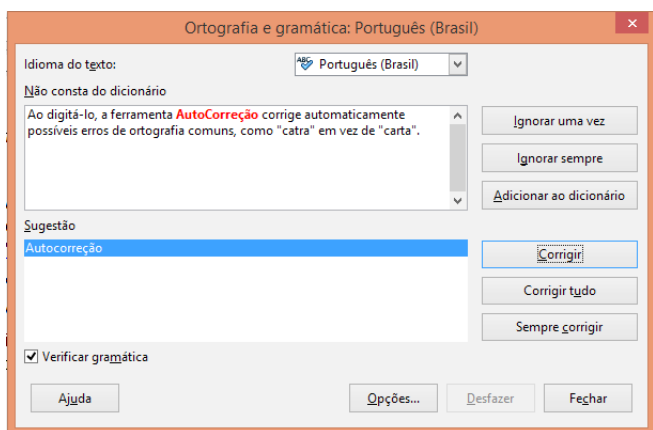 Ortografia e gramática: Português (Brasil)
Idioma do texto: Português (Brasil)
Não consta do dicionário
Ao digitá-lo, a ferramenta AutoCorreção corrige automaticamente
possíveis erros de ortografia comuns, como "catra" em vez de "carta".
Ignorar uma vez
Ignorar sempre
Adicionar ao dicionário
Sugestão
Autocorreção
Corrigir
Corrigir tudo
Sempre corrigir
Verificar gramática
Ajuda Opções... Desfazer Fechar